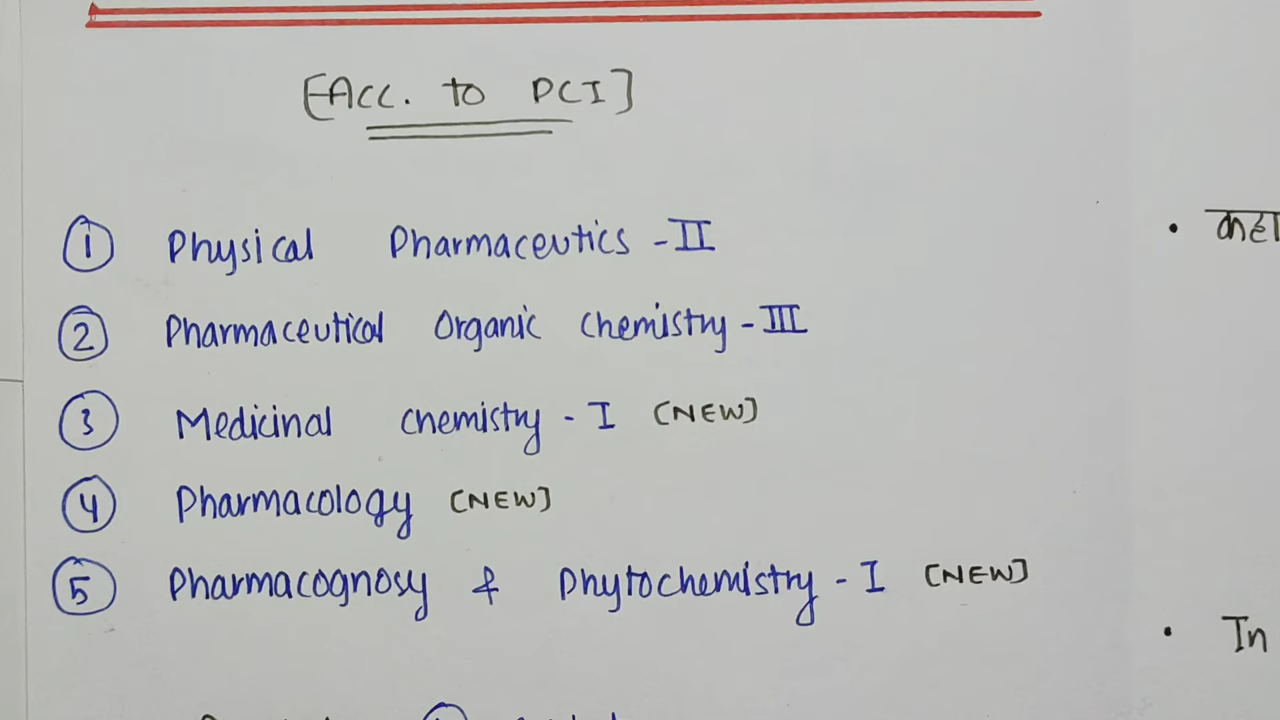 [Acc. to PCI]
① Physical Pharmaceutics - II
② Pharmaceutical Organic Chemistry - III
③ Medicinal Chemistry - I [NEW]
④ Pharmacology [NEW]
⑤ Pharmacognosy & Phytochemistry - I [NEW]
• कहा
• In